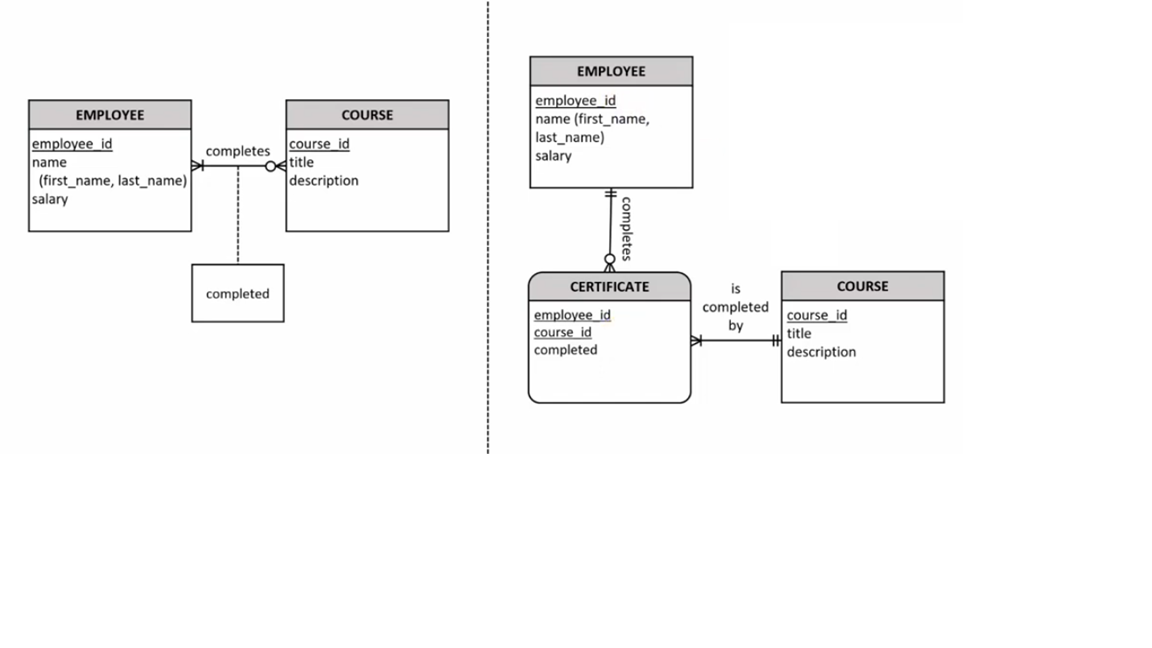 EMPLOYEE
employee_id
name
(first_name, last_name)
salary
completes
COURSE
course_id
title
description
completed
EMPLOYEE
employee_id
name (first_name,
last_name)
salary
completes
CERTIFICATE
employee_id
course_id
completed
is
completed
by
COURSE
course_id
title
description